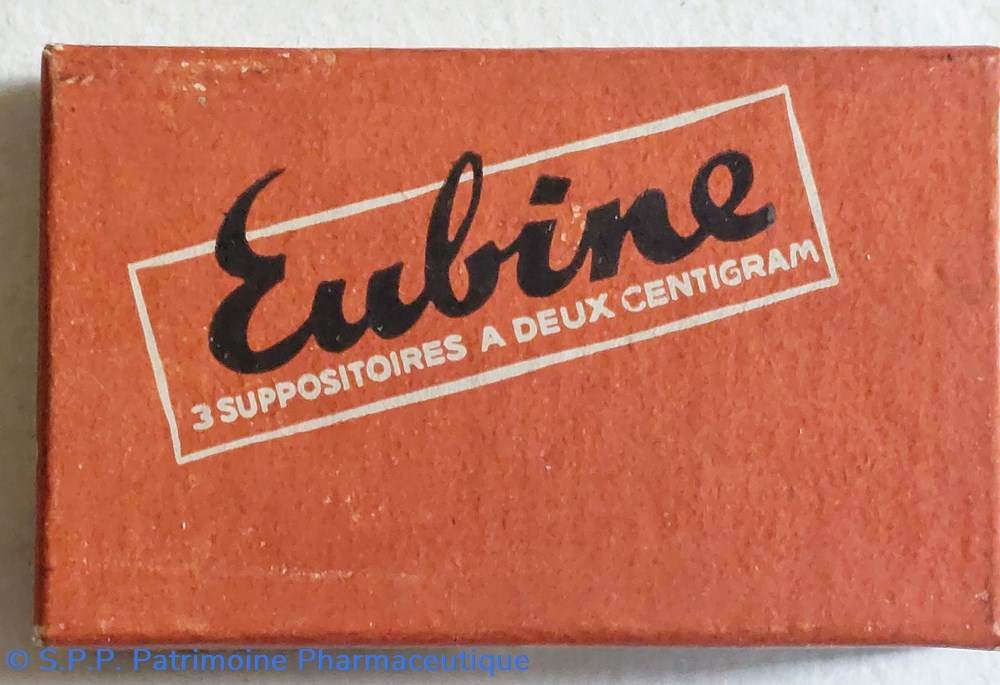 Eubine
3 SUPPOSITOIRES A DEUX CENTIGRAM
© S.P.P. Patrimoine Pharmaceutique